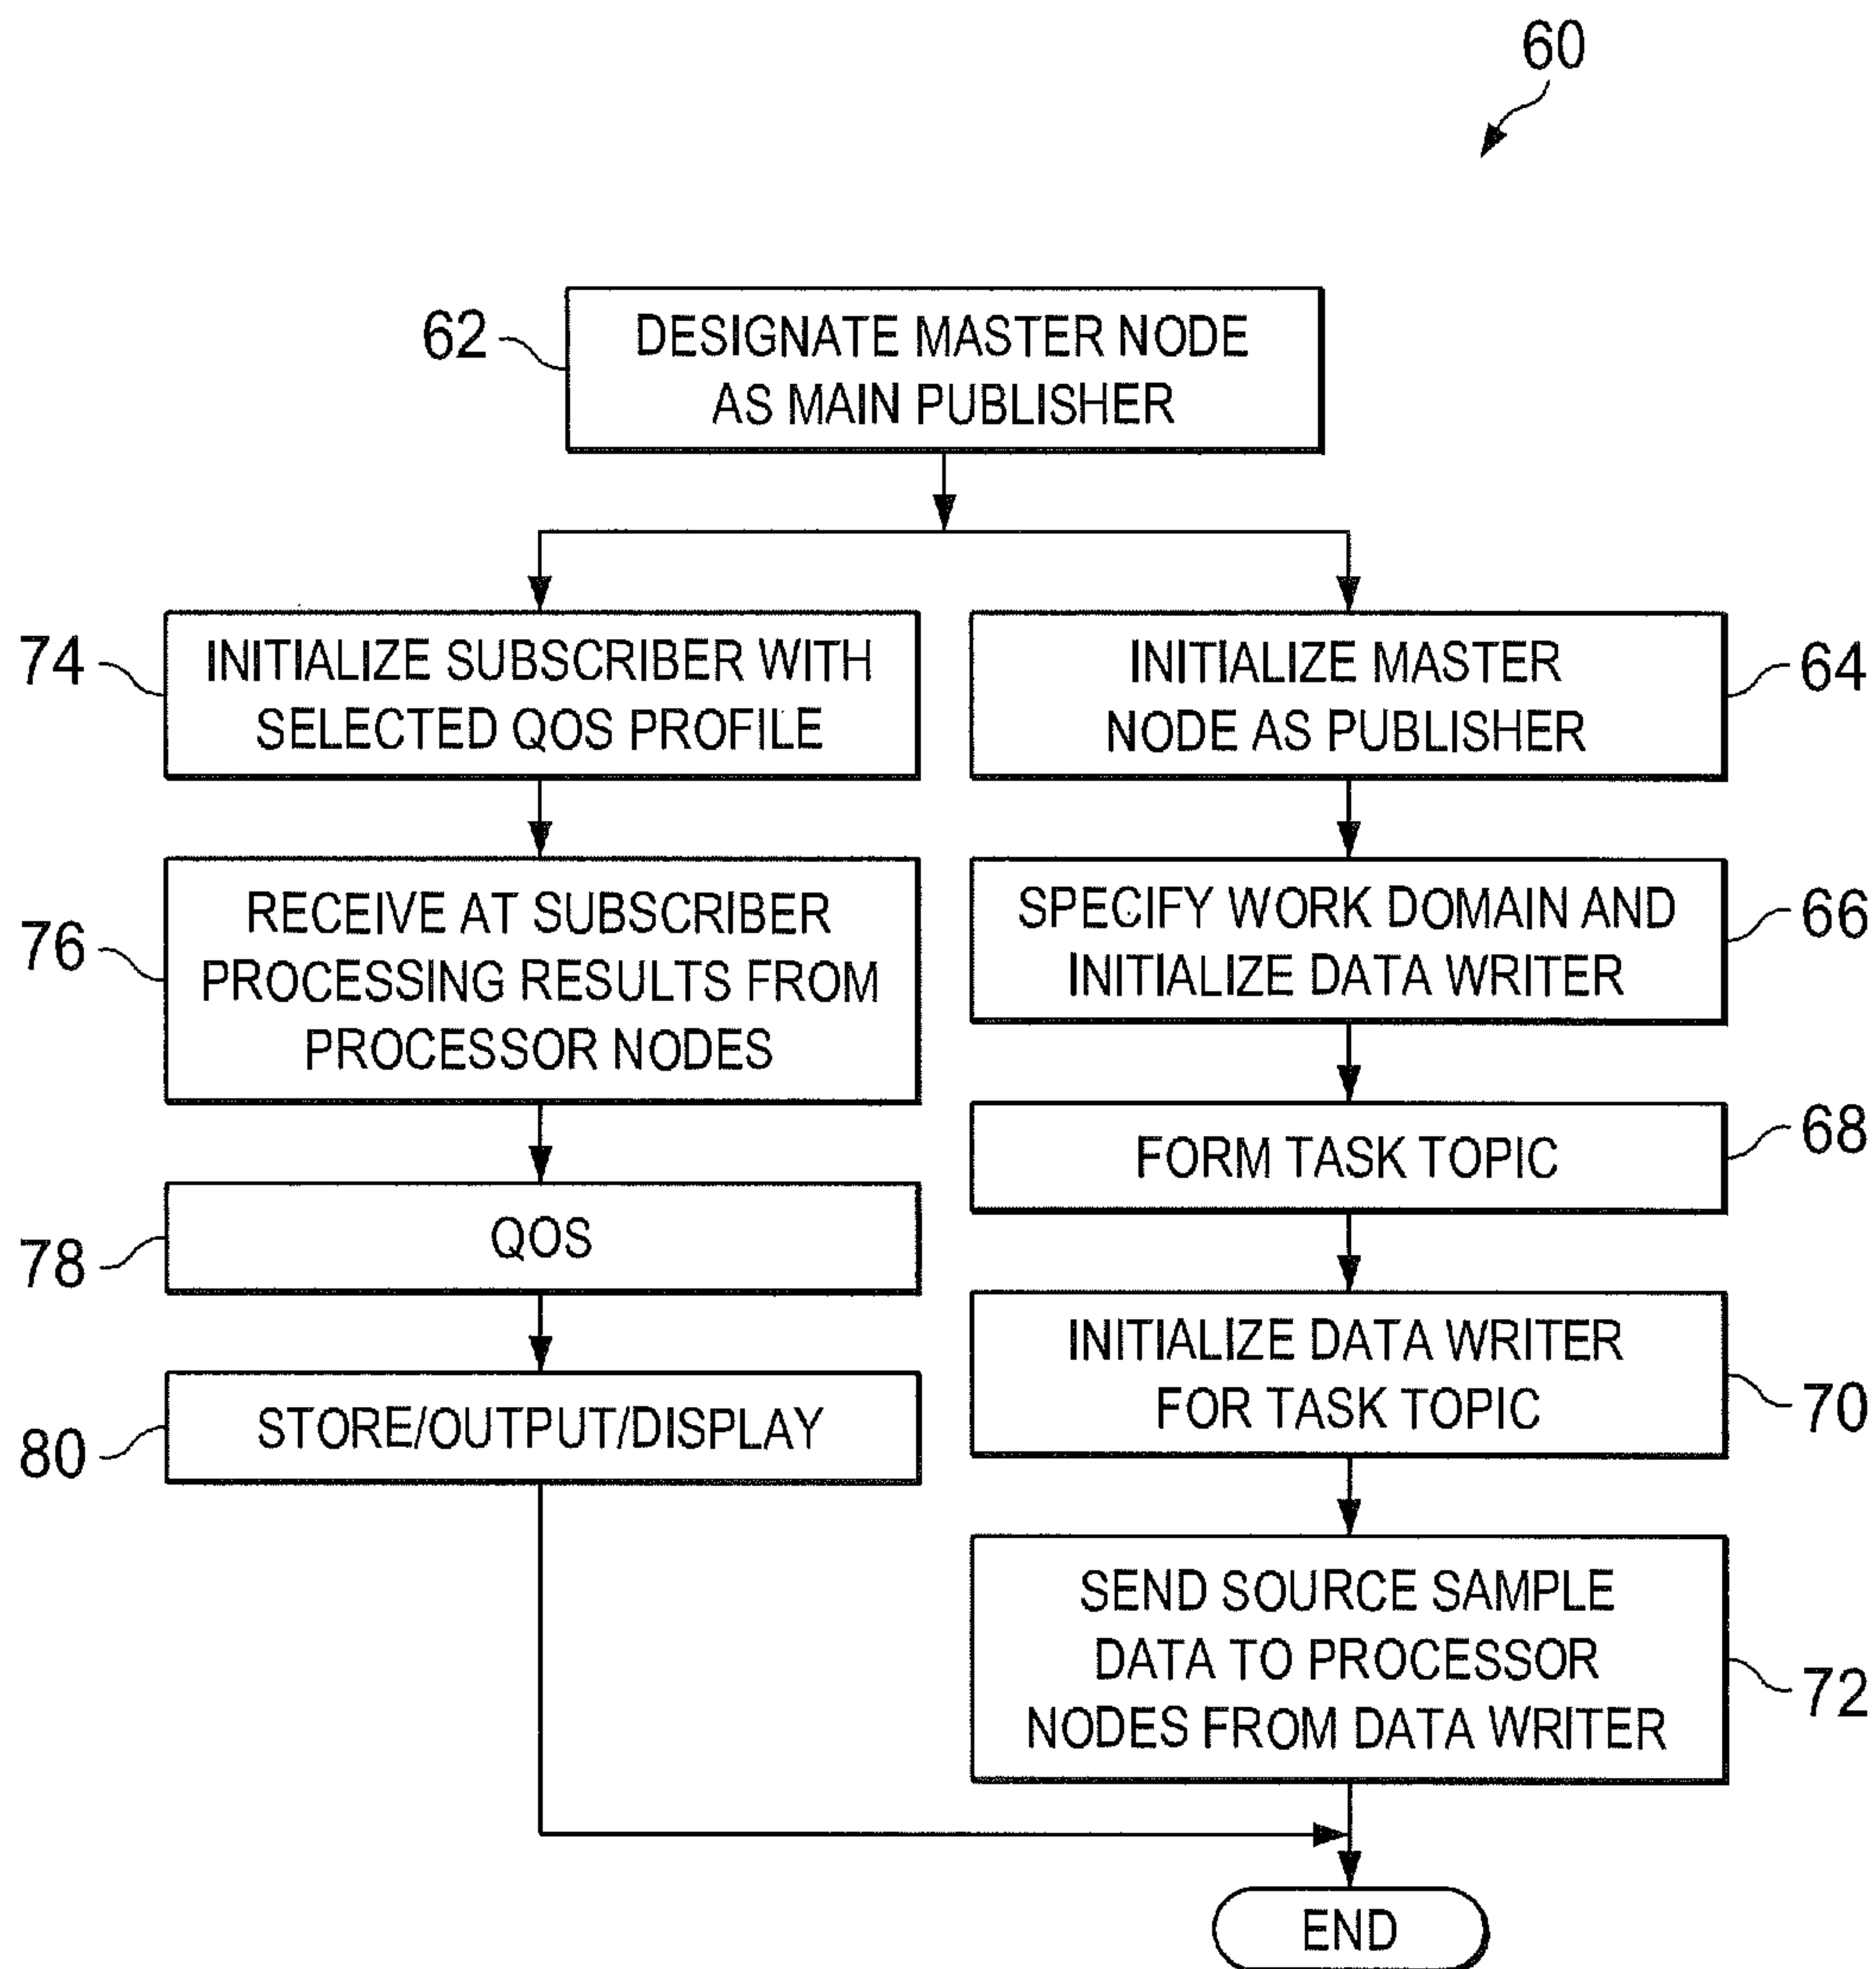 60
62
DESIGNATE MASTER NODE
AS MAIN PUBLISHER
74
INITIALIZE SUBSCRIBER WITH
SELECTED QOS PROFILE
INITIALIZE MASTER
NODE AS PUBLISHER
64
76
RECEIVE AT SUBSCRIBER
PROCESSING RESULTS FROM
PROCESSOR NODES
SPECIFY WORK DOMAIN AND
INITIALIZE DATA WRITER
66
FORM TASK TOPIC
68
78
QOS
INITIALIZE DATA WRITER
FOR TASK TOPIC
70
80
STORE/OUTPUT/DISPLAY
SEND SOURCE SAMPLE
DATA TO PROCESSOR
NODES FROM DATA WRITER
72
END